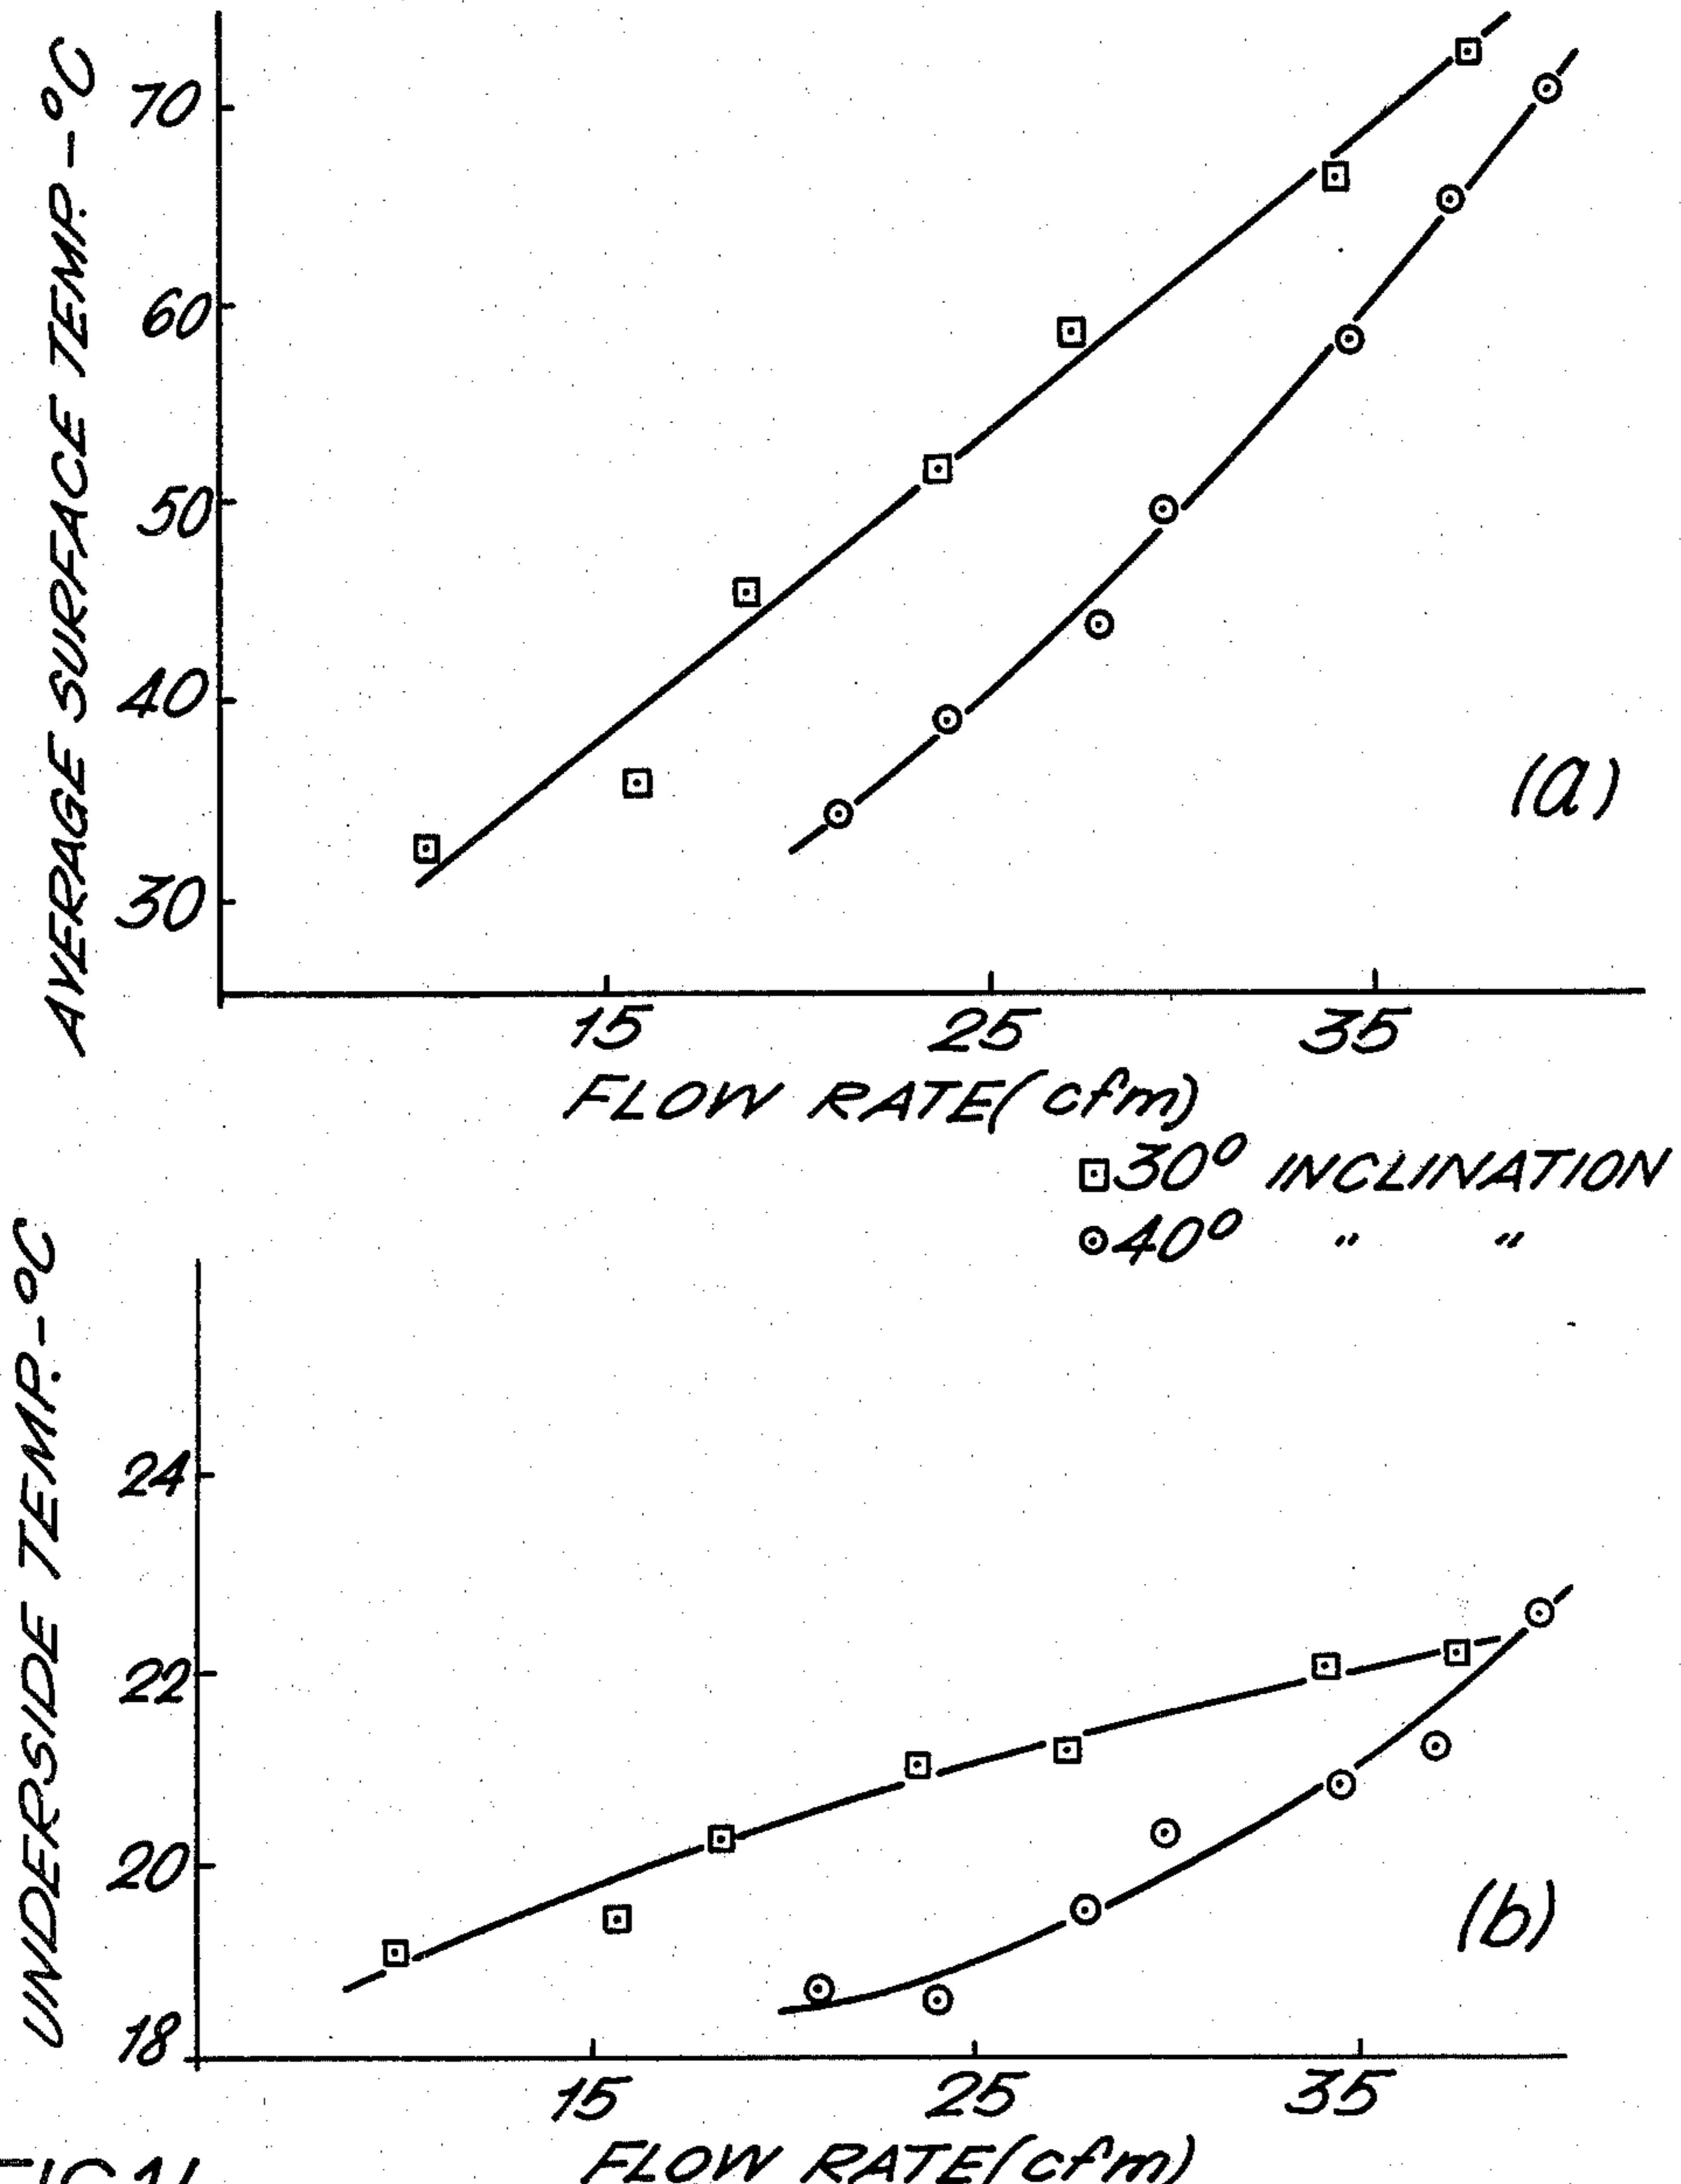 AVERAGE SURFACE TEMP.-°C
70
60
50
40
30
(a)
15 25 35
FLOW RATE(cfm)
30° INCLINATION
40° " "
UNDERSIDE TEMP.-°C
24
22
20
18
(b)
15 25 35
FLOW RATE(cfm)